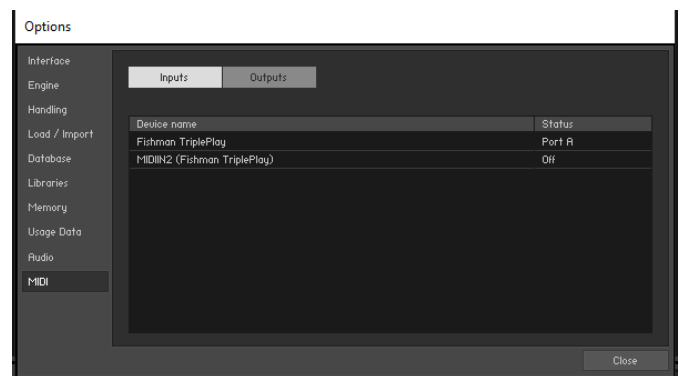 Options
Interface
Engine
Handling
Load / Import
Database
Libraries
Memory
Usage Data
Audio
MIDI
Inputs Outputs
Device name Status
Fishman TriplePlay Port A
MIDIIN2 (Fishman TriplePlay) Off
Close